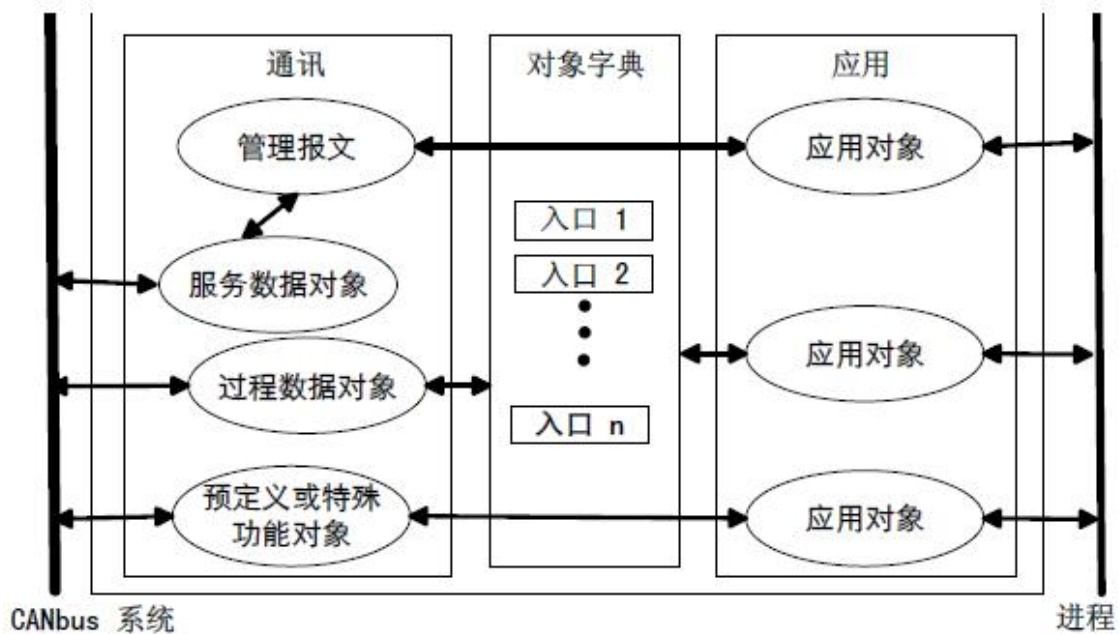 通讯
对象字典
应用
管理报文
应用对象
入口 1
入口 2
服务数据对象
过程数据对象
应用对象
入口 n
预定义或特殊
功能对象
应用对象
CANbus 系统
进程